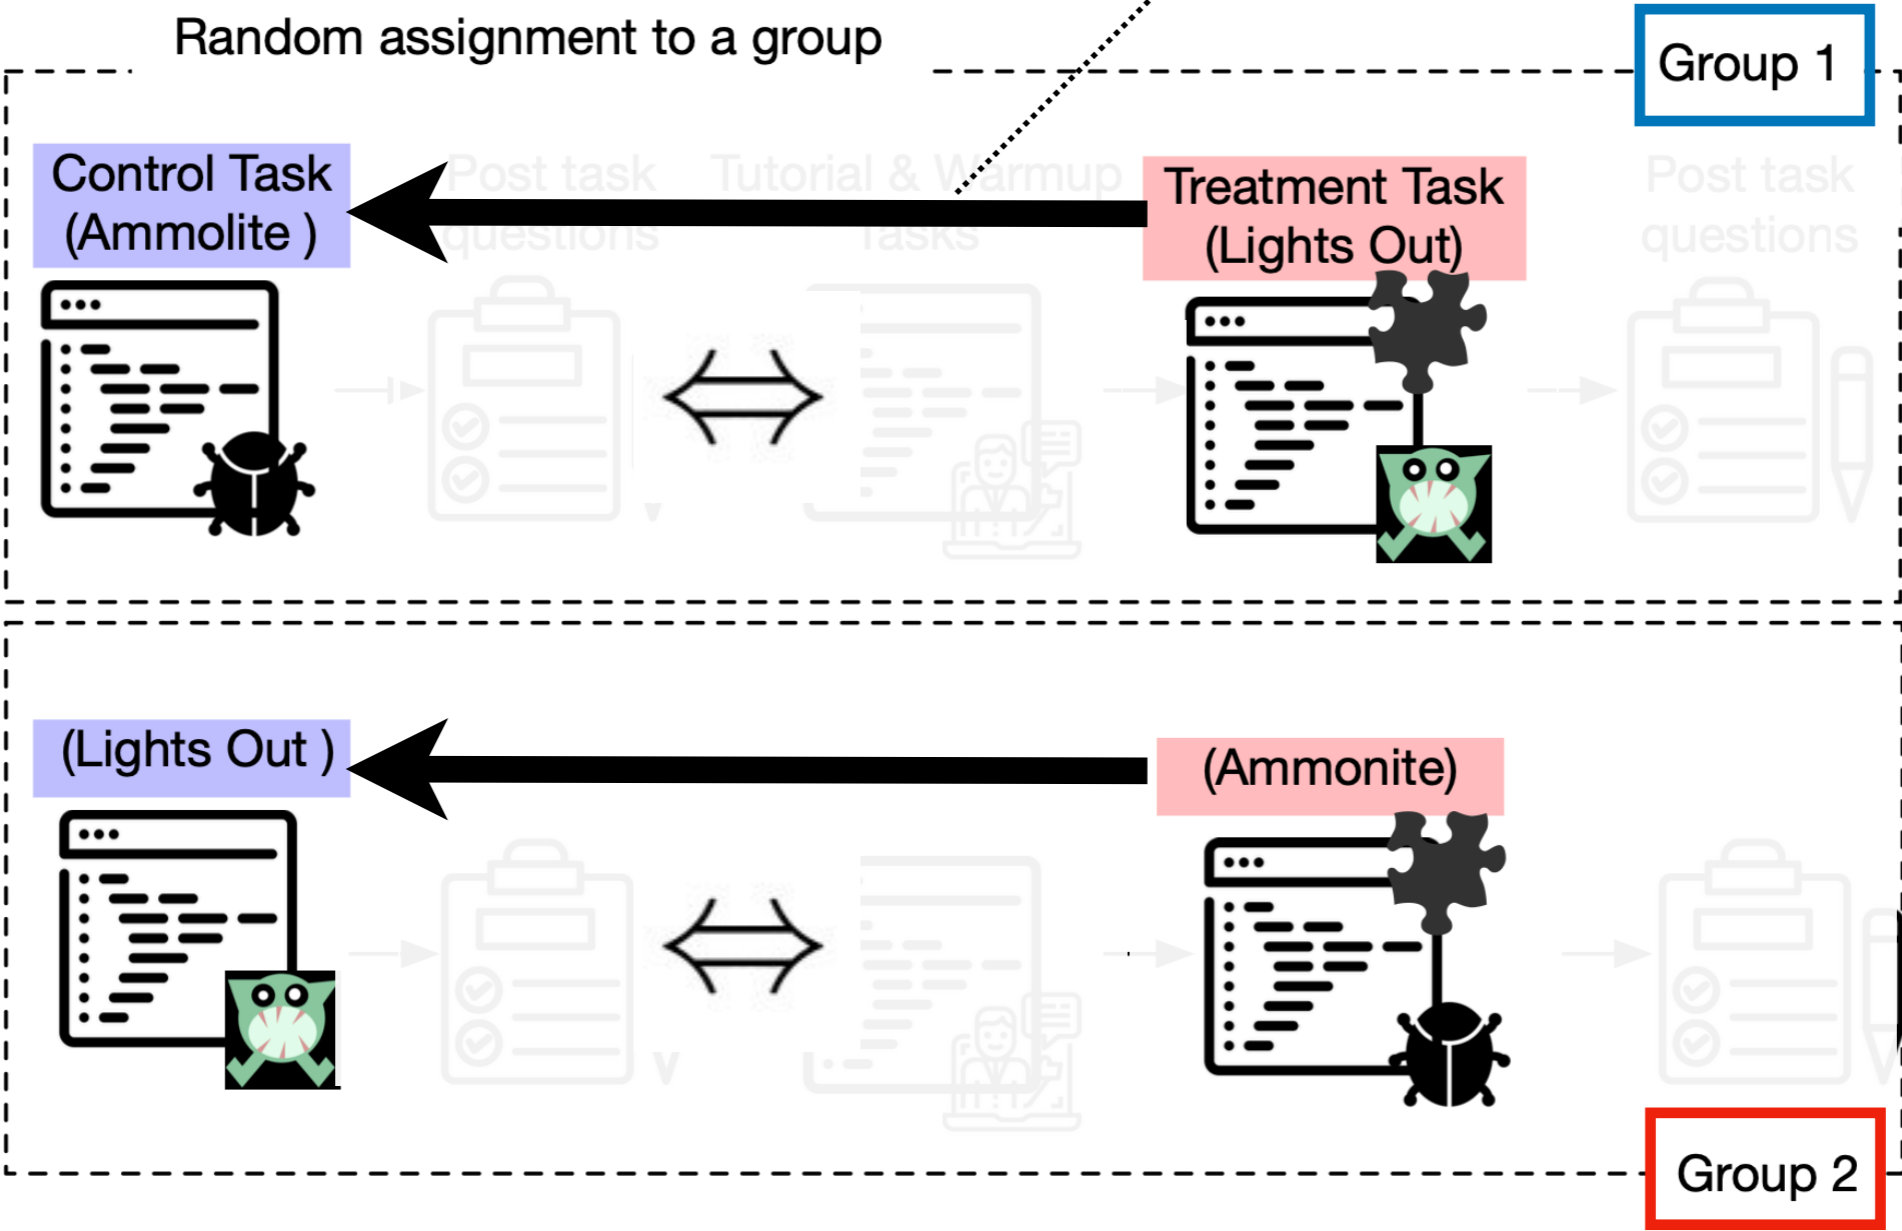 Random assignment to a group
Group 1
Control Task
(Ammolite )
Post task
questions
Tutorial & Warmup
Tasks
Treatment Task
(Lights Out)
Post task
questions
(Lights Out )
(Ammonite)
Group 2